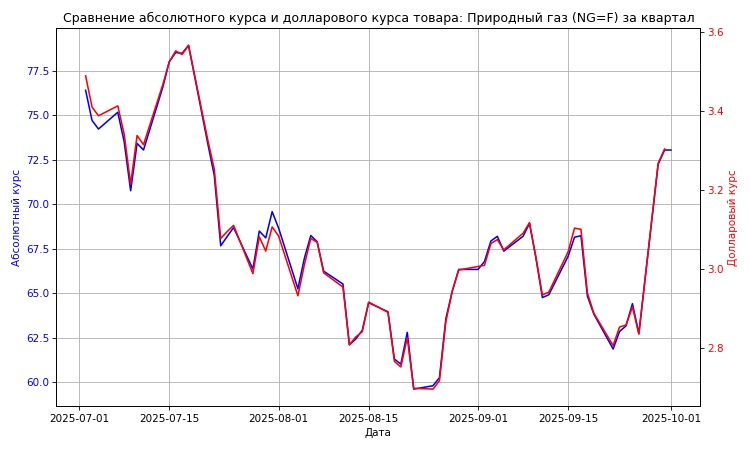 Сравнение абсолютного курса и долларового курса товара: Природный газ (NG=F) за квартал
3.6
77.5
3.4
75.0
72.5
3.2
70.0
67.5
3.0
65.0
62.5
2.8
60.0
Абсолютный курс
Долларовый курс
2025-07-01 2025-07-15 2025-08-01 2025-08-15 2025-09-01 2025-09-15 2025-10-01
Дата